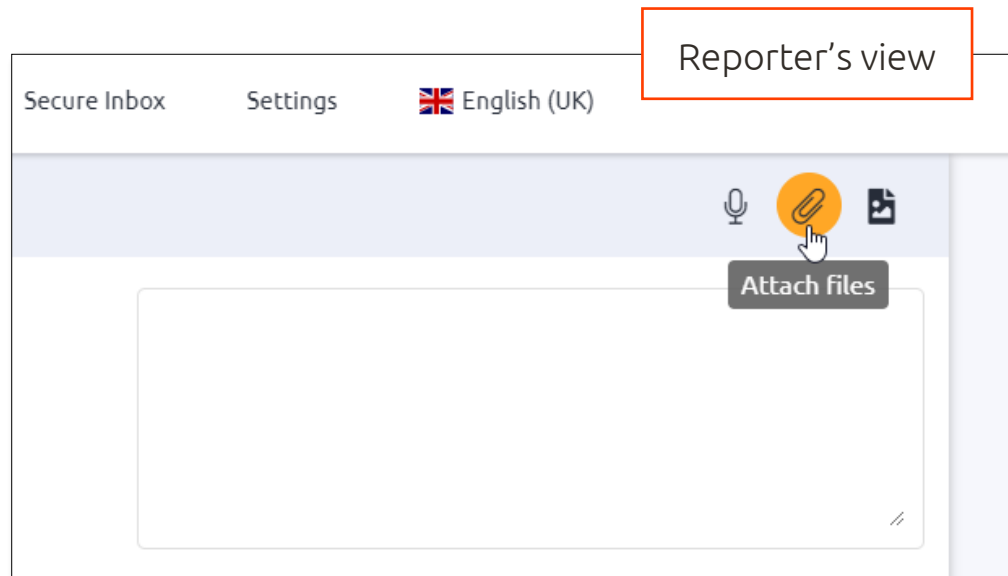 Reporter’s view
Secure Inbox Settings English (UK)
Attach files